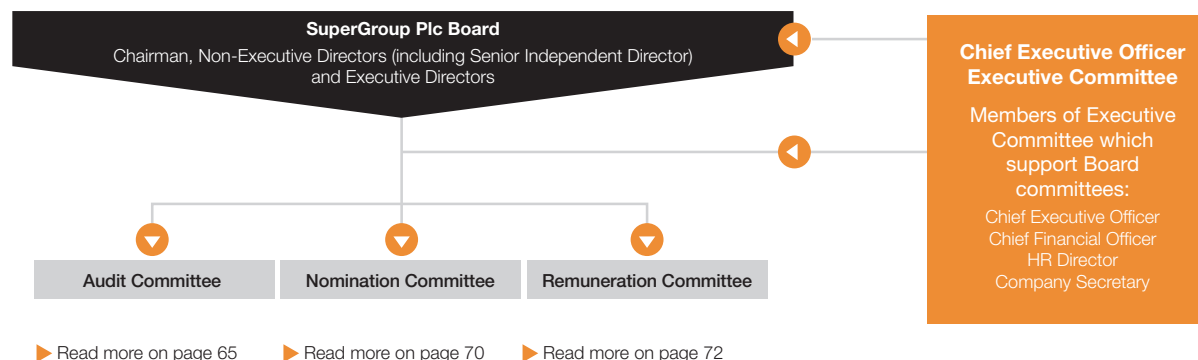 SuperGroup Plc Board
Chairman, Non-Executive Directors (including Senior Independent Director)
and Executive Directors
Chief Executive Officer
Executive Committee
Members of Executive
Committee which
support Board
committees:
Chief Executive Officer
Chief Financial Officer
HR Director
Company Secretary
Audit Committee
Nomination Committee
Remuneration Committee
Read more on page 65
Read more on page 70
Read more on page 72